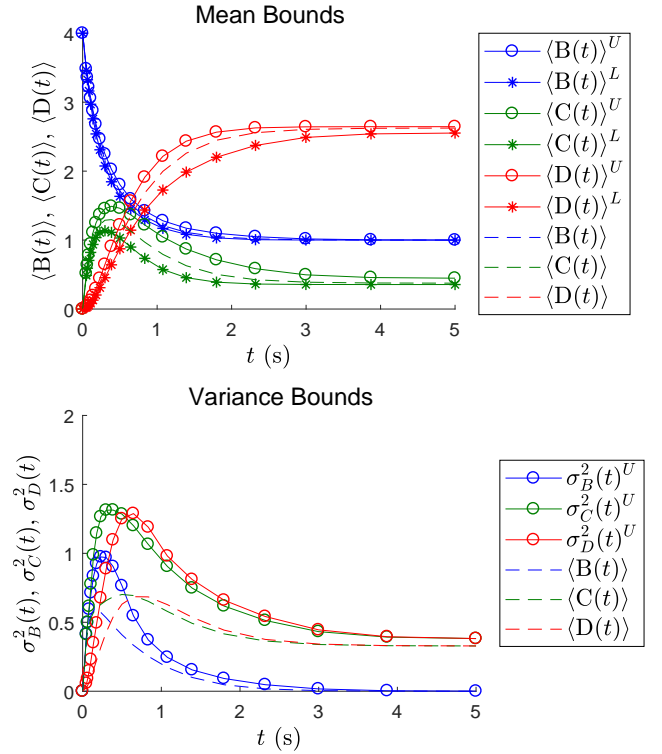 Mean Bounds
⟨B(t)⟩, ⟨C(t)⟩, ⟨D(t)⟩
4
3
2
1
0
0 1 2 3 4 5
t (s)
⟨B(t)⟩^U
⟨B(t)⟩^L
⟨C(t)⟩^U
⟨C(t)⟩^L
⟨D(t)⟩^U
⟨D(t)⟩^L
⟨B(t)⟩
⟨C(t)⟩
⟨D(t)⟩
Variance Bounds
σ_B^2(t), σ_C^2(t), σ_D^2(t)
2
1.5
1
0.5
0
0 1 2 3 4 5
t (s)
σ_B^2(t)^U
σ_C^2(t)^U
σ_D^2(t)^U
⟨B(t)⟩
⟨C(t)⟩
⟨D(t)⟩